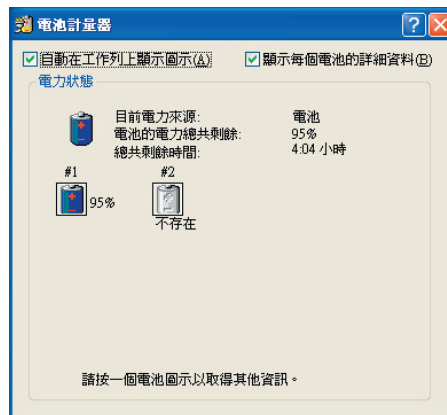 電池計量器
自動在工作列上顯示圖示(A)
顯示每個電池的詳細資料(B)
電力狀態
目前電力來源: 電池
電池的電力總共剩餘: 95%
總共剩餘時間: 4:04 小時
#1 #2
95%
不存在
請按一個電池圖示以取得其他資訊。